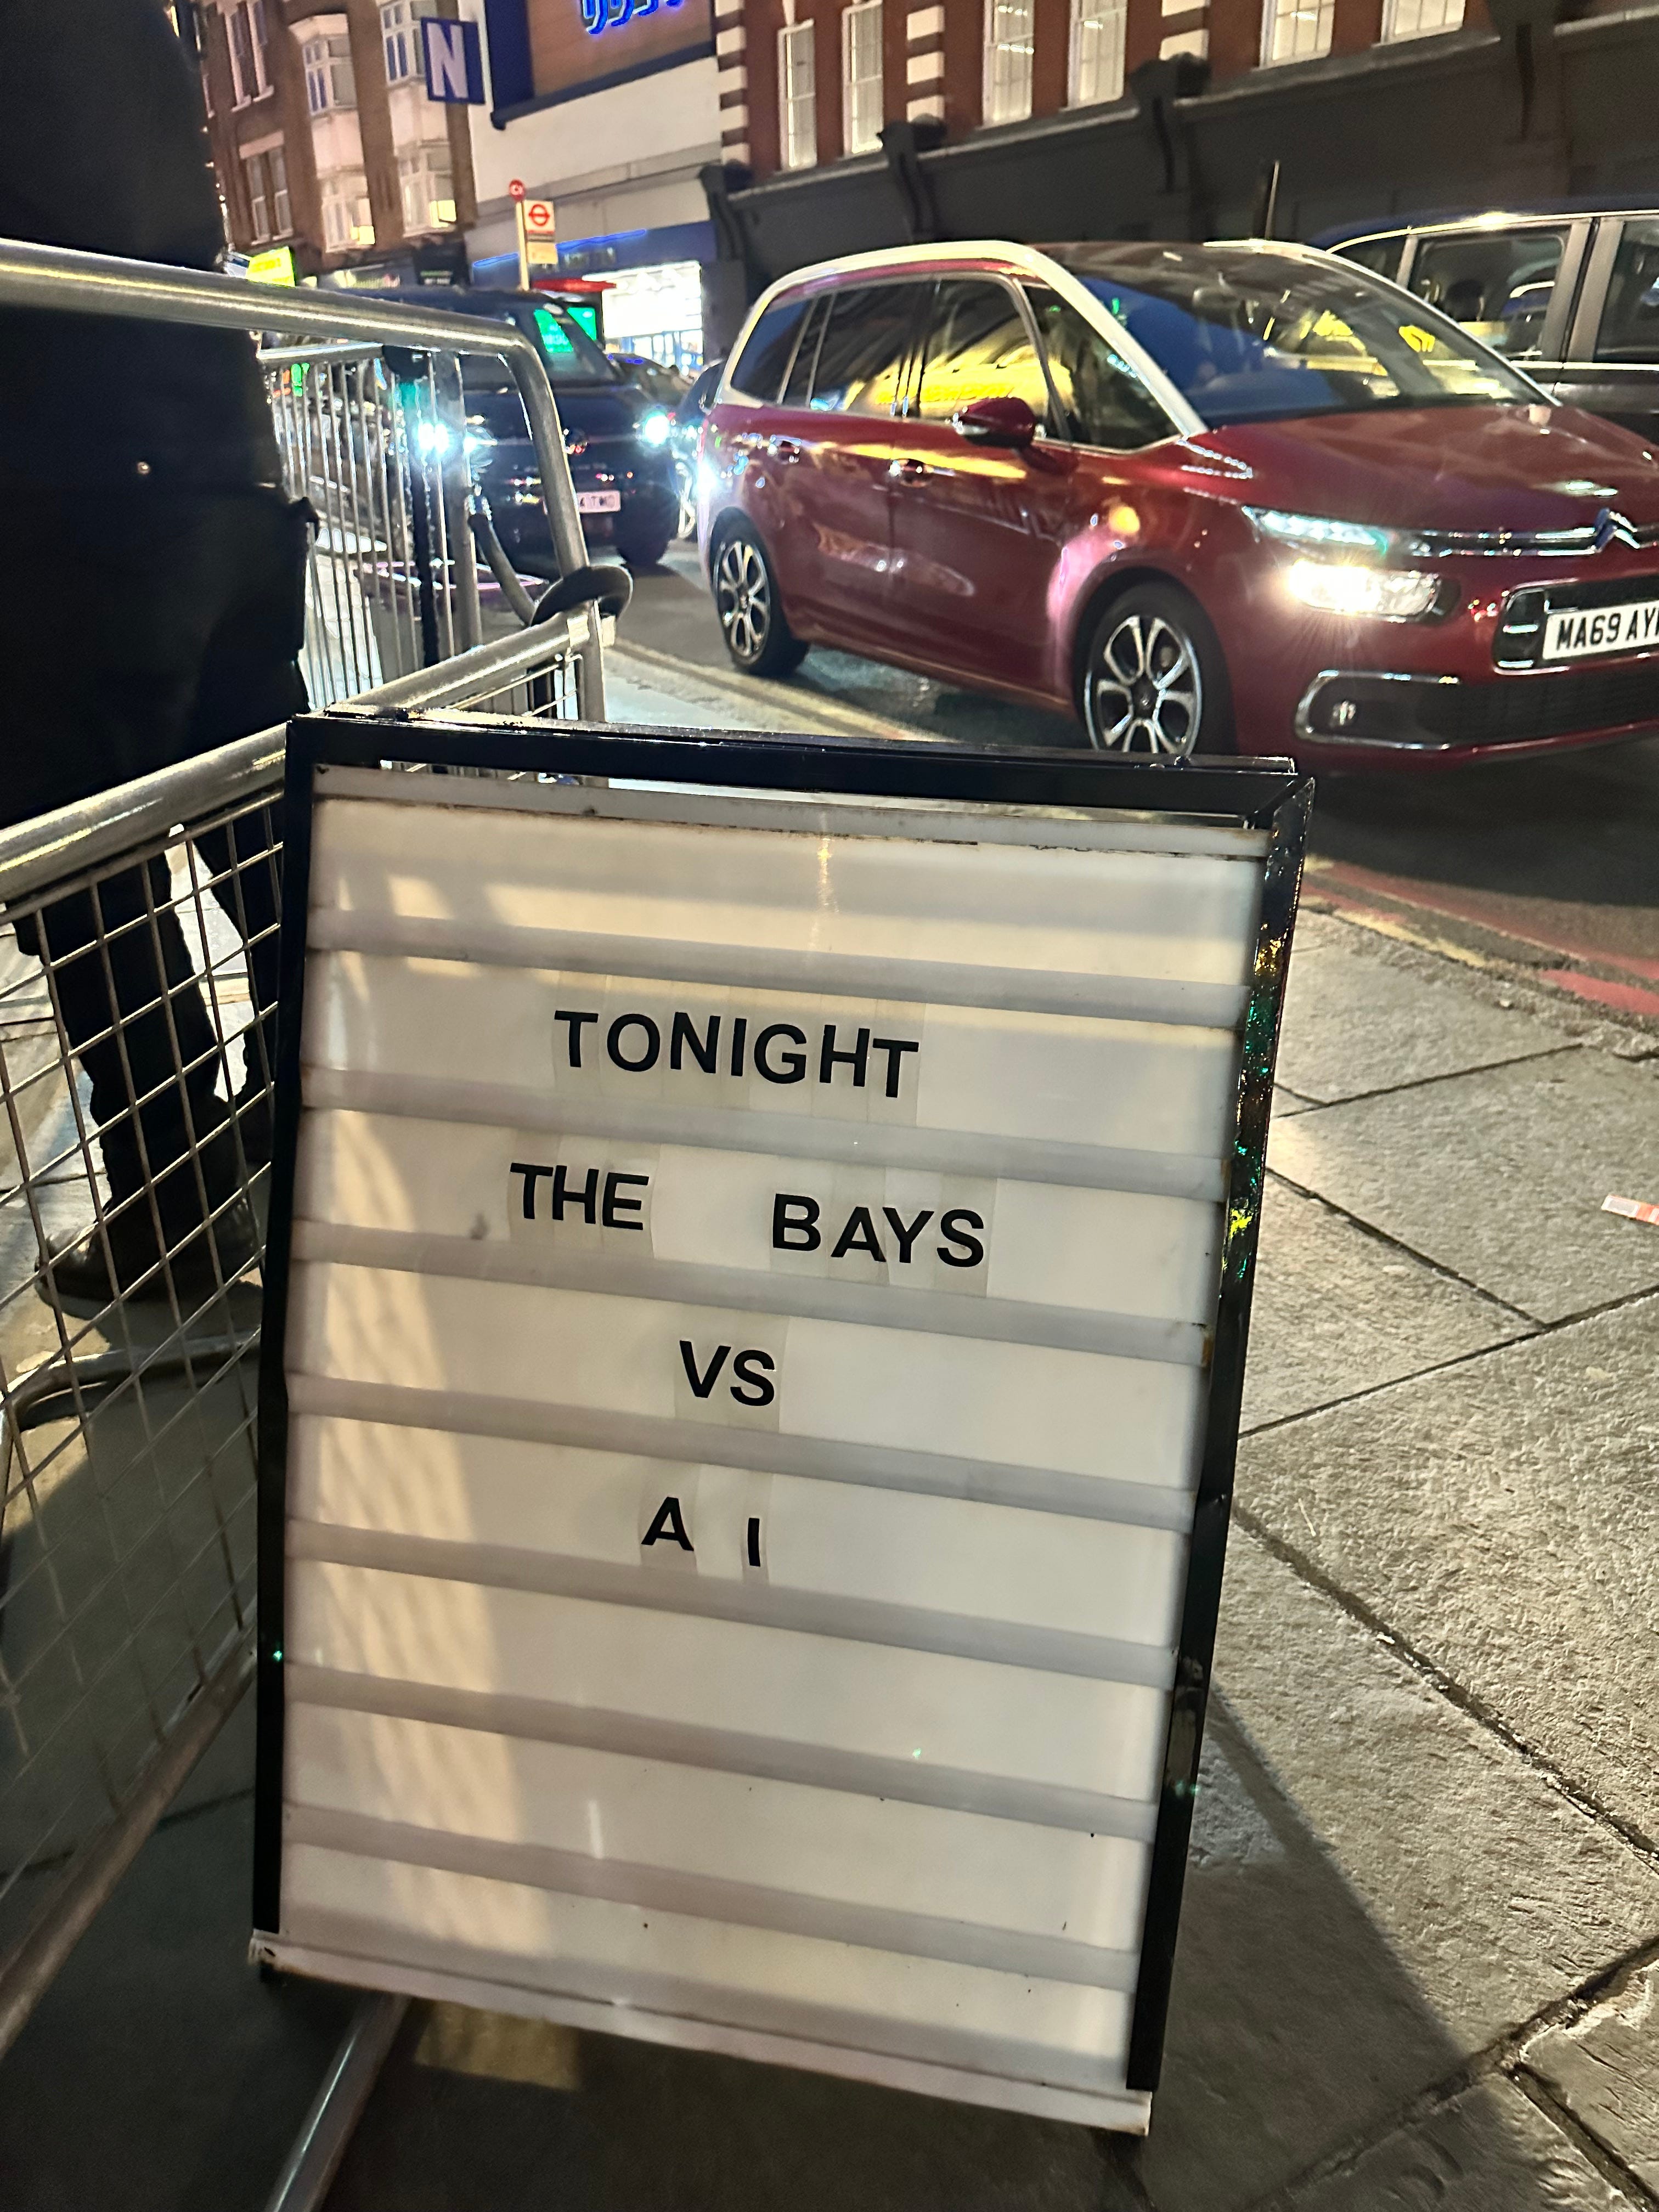 N
TONIGHT
THE BAYS
VS
A I
MA69 AY